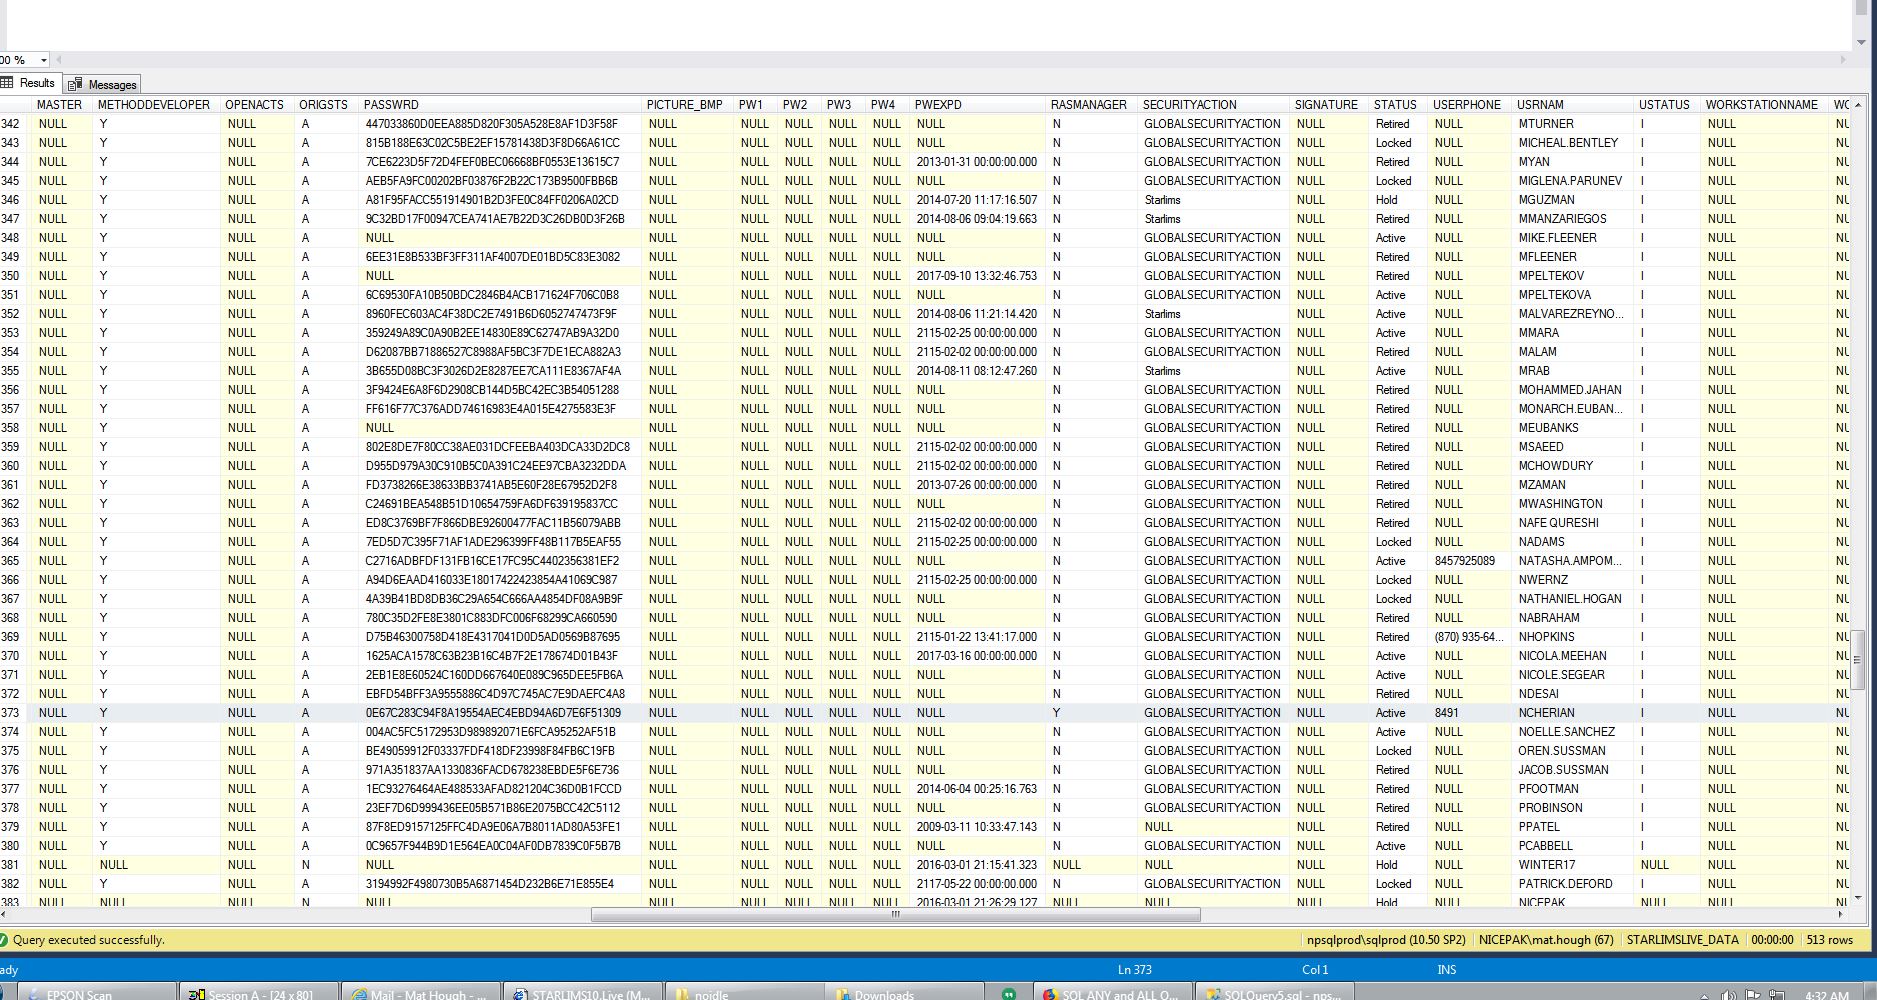 00 %
Results Messages
MASTER METHODDEVELOPER OPENACTS ORIGSTS PASSWRD PICTURE_BMP PW1 PW2 PW3 PW4 PWEXPD RASMANAGER SECURITYACTION SIGNATURE STATUS USERPHONE USRNAM USTATUS WORKSTATIONNAME
342 NULL Y NULL A 447033860D0EEA885D820F305A528E8AF1D3F58F NULL NULL NULL NULL NULL NULL N GLOBALSECURITYACTION NULL Retired NULL MTURNER I NULL
343 NULL Y NULL A 815B188E63C02C5BE2EF15781438D3F8D66A61CC NULL NULL NULL NULL NULL NULL N GLOBALSECURITYACTION NULL Locked NULL MICHEAL.BENTLEY I NULL
344 NULL Y NULL A 7CE6223D5F72D4FEF0BEC06668BF0553E13615C7 NULL NULL NULL NULL NULL 2013-01-31 00:00:00.000 N GLOBALSECURITYACTION NULL Retired NULL MYAN I NULL
345 NULL Y NULL A AEB5FA9FC00202BF03876F2B22C173B9500FBB6B NULL NULL NULL NULL NULL NULL N GLOBALSECURITYACTION NULL Locked NULL MIGLENA.PARUNEV I NULL
346 NULL Y NULL A A81F95FACC551914901B2D3FE0C84FF0206A02CD NULL NULL NULL NULL NULL 2014-07-20 11:17:16.507 N Starlims NULL Hold NULL MGUZMAN I NULL
347 NULL Y NULL A 9C32BD17F00947CEA741AE7B22D3C26DB0D3F26B NULL NULL NULL NULL NULL 2014-08-06 09:04:19.663 N Starlims NULL Retired NULL MMANZARIEGOS I NULL
348 NULL Y NULL A NULL NULL NULL NULL NULL NULL NULL N GLOBALSECURITYACTION NULL Active NULL MIKE.FLEENER I NULL
349 NULL Y NULL A 6EE31E8B533BF3FF311AF4007DE01BD5C83E3082 NULL NULL NULL NULL NULL NULL N GLOBALSECURITYACTION NULL Retired NULL MFLEENER I NULL
350 NULL Y NULL A NULL NULL NULL NULL NULL NULL 2017-09-10 13:32:46.753 N GLOBALSECURITYACTION NULL Retired NULL MPELTEKOV I NULL
351 NULL Y NULL A 6C69530FA10B50BDC2846B4ACB171624F706C0B8 NULL NULL NULL NULL NULL NULL N GLOBALSECURITYACTION NULL Active NULL MPELTEKOVA I NULL
352 NULL Y NULL A 8960FEC603AC4F38DC2E7491B6D6052747473F9F NULL NULL NULL NULL NULL 2014-08-06 11:21:14.420 N Starlims NULL Active NULL MALVAREZREYNO... I NULL
353 NULL Y NULL A 359249A89C0A90B2EE14830E89C62747AB9A32D0 NULL NULL NULL NULL NULL 2115-02-25 00:00:00.000 N GLOBALSECURITYACTION NULL Active NULL MMARA I NULL
354 NULL Y NULL A D62087BB71886527C8988AF5BC3F7DE1ECA882A3 NULL NULL NULL NULL NULL 2115-02-02 00:00:00.000 N GLOBALSECURITYACTION NULL Retired NULL MALAM I NULL
355 NULL Y NULL A 3B655D08BC3F3026D2E8287EE7CA111E8367AF4A NULL NULL NULL NULL NULL 2014-08-11 08:12:47.260 N Starlims NULL Active NULL MRAB I NULL
356 NULL Y NULL A 3F9424E6A8F6D2908CB144D5BC42EC3B54051288 NULL NULL NULL NULL NULL NULL N GLOBALSECURITYACTION NULL Retired NULL MOHAMMED.JAHAN I NULL
357 NULL Y NULL A FF616F77C376ADD74616983E4A015E4275583E3F NULL NULL NULL NULL NULL NULL N GLOBALSECURITYACTION NULL Retired NULL MONARCH.EUBAN... I NULL
358 NULL Y NULL A NULL NULL NULL NULL NULL NULL NULL N GLOBALSECURITYACTION NULL Retired NULL MEUBANKS I NULL
359 NULL Y NULL A 802E8DE7F80CC38AE031DCFEEBA403DCA33D2DC8 NULL NULL NULL NULL NULL 2115-02-02 00:00:00.000 N GLOBALSECURITYACTION NULL Retired NULL MSAEED I NULL
360 NULL Y NULL A D955D979A30C910B5C0A391C24EE97CBA3232DDA NULL NULL NULL NULL NULL 2115-02-02 00:00:00.000 N GLOBALSECURITYACTION NULL Retired NULL MCHOWDURY I NULL
361 NULL Y NULL A FD3738266E38633BB3741AB5E60F28E67952D2F8 NULL NULL NULL NULL NULL 2013-07-26 00:00:00.000 N GLOBALSECURITYACTION NULL Retired NULL MZAMAN I NULL
362 NULL Y NULL A C24691BEA548B51D10654759FA6DF639195837CC NULL NULL NULL NULL NULL NULL N GLOBALSECURITYACTION NULL Retired NULL MWASHINGTON I NULL
363 NULL Y NULL A ED8C3769BF7F866DBE92600477FAC11B56079ABB NULL NULL NULL NULL NULL 2115-02-02 00:00:00.000 N GLOBALSECURITYACTION NULL Retired NULL NAFE QURESHI I NULL
364 NULL Y NULL A 7ED5D7C395F71AF1ADE296399FF48B117B5EAF55 NULL NULL NULL NULL NULL 2115-02-25 00:00:00.000 N GLOBALSECURITYACTION NULL Locked NULL NADAMS I NULL
365 NULL Y NULL A C2716ADBFDF131FB16CE17FC95C4402356381EF2 NULL NULL NULL NULL NULL NULL N GLOBALSECURITYACTION NULL Active 8457925089 NATASHA.AMPOM... I NULL
366 NULL Y NULL A A94D6EAAD416033E18017422423854A41069C987 NULL NULL NULL NULL NULL 2115-02-25 00:00:00.000 N GLOBALSECURITYACTION NULL Locked NULL NWERNZ I NULL
367 NULL Y NULL A 4A39B41BD8DB36C29A654C666AA4854DF08A9B9F NULL NULL NULL NULL NULL NULL N GLOBALSECURITYACTION NULL Locked NULL NATHANIEL.HOGAN I NULL
368 NULL Y NULL A 780C35D2FE8E3801C883DFC006F68299CA660590 NULL NULL NULL NULL NULL NULL N GLOBALSECURITYACTION NULL Retired NULL NABRAHAM I NULL
369 NULL Y NULL A D75B46300758D418E4317041D0D5AD0569B87695 NULL NULL NULL NULL NULL 2115-01-22 13:41:17.000 N GLOBALSECURITYACTION NULL Retired (870) 935-64... NHOPKINS I NULL
370 NULL Y NULL A 1625ACA1578C63B23B16C4B7F2E178674D01B43F NULL NULL NULL NULL NULL 2017-03-16 00:00:00.000 N GLOBALSECURITYACTION NULL Active NULL NICOLA.MEEHAN I NULL
371 NULL Y NULL A 2EB1E8E60524C160DD667640E089C965DEE5FB6A NULL NULL NULL NULL NULL NULL N GLOBALSECURITYACTION NULL Active NULL NICOLE.SEGEAR I NULL
372 NULL Y NULL A EBFD54BFF3A9555886C4D97C745AC7E9DAEFC4A8 NULL NULL NULL NULL NULL NULL N GLOBALSECURITYACTION NULL Retired NULL NDESAI I NULL
373 NULL Y NULL A 0E67C283C94F8A19554AEC4EBD94A6D7E6F51309 NULL NULL NULL NULL NULL NULL Y GLOBALSECURITYACTION NULL Active 8491 NCHERIAN I NULL
374 NULL Y NULL A 004AC5FC5172953D989892071E6FCA95252AF51B NULL NULL NULL NULL NULL NULL N GLOBALSECURITYACTION NULL Active NULL NOELLE.SANCHEZ I NULL
375 NULL Y NULL A BE49059912F03337FDF418DF23998F84FB6C19FB NULL NULL NULL NULL NULL NULL N GLOBALSECURITYACTION NULL Locked NULL OREN.SUSSMAN I NULL
376 NULL Y NULL A 971A351837AA1330836FACD678238EBDE5F6E736 NULL NULL NULL NULL NULL NULL N GLOBALSECURITYACTION NULL Retired NULL JACOB.SUSSMAN I NULL
377 NULL Y NULL A 1EC93276464AE488533AFAD821204C36D0B1FCCD NULL NULL NULL NULL NULL 2014-06-04 00:25:16.763 N GLOBALSECURITYACTION NULL Retired NULL PFOOTMAN I NULL
378 NULL Y NULL A 23EF7D6D999436EE05B571B86E2075BCC42C5112 NULL NULL NULL NULL NULL NULL N GLOBALSECURITYACTION NULL Retired NULL PROBINSON I NULL
379 NULL Y NULL A 87F8ED9157125FFC4DA9E06A7B8011AD80A53FE1 NULL NULL NULL NULL NULL 2009-03-11 10:33:47.143 N NULL NULL Retired NULL PPATEL I NULL
380 NULL Y NULL A 0C9657F944B9D1E564EA0C04AF0DB7839C0F5B7B NULL NULL NULL NULL NULL NULL N GLOBALSECURITYACTION NULL Active NULL PCABBELL I NULL
381 NULL NULL NULL N NULL NULL NULL NULL NULL NULL 2016-03-01 21:15:41.323 NULL NULL NULL Hold NULL WINTER17 NULL NULL
382 NULL Y NULL A 3194992F4980730B5A6871454D232B6E71E855E4 NULL NULL NULL NULL NULL 2117-05-22 00:00:00.000 N GLOBALSECURITYACTION NULL Locked NULL PATRICK.DEFORD I NULL
383 NULL NULL NULL N NULL NULL NULL NULL NULL NULL 2016-03-01 21:26:29.127 NULL NULL NULL Hold NULL NICEPAK NULL NULL
Query executed successfully. npsqlprod\sqlprod (10.50 SP2) NICEPAK\mat.hough (67) STARLIMSLIVE_DATA 00:00:00 513 rows
ady Ln 373 Col 1 INS
EPSON Scan Session A - [24 x 80] Mail - Mat Hough - ... STARLIMS10.Live (M... noidle Downloads SQL ANY and ALL O... SQLQuery5.sql - nps... 4:32 AM